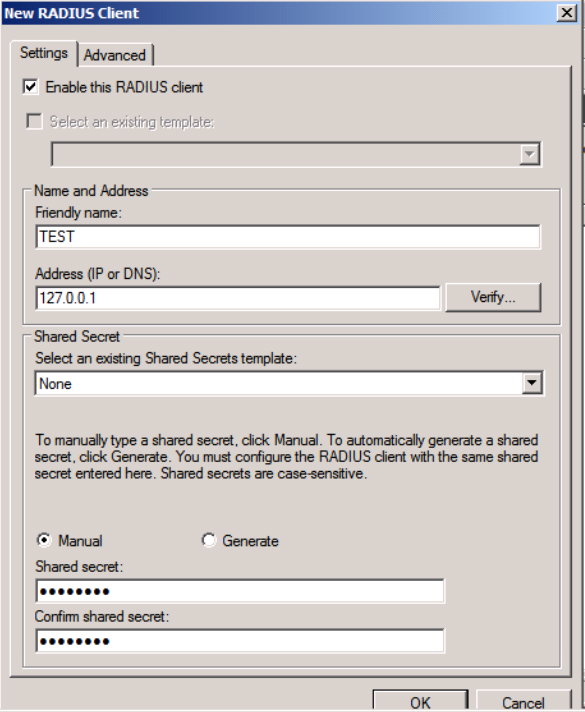 New RADIUS Client
Settings
Advanced
Enable this RADIUS client
Select an existing template:
Name and Address
Friendly name:
TEST
Address (IP or DNS):
127.0.0.1
Verify...
Shared Secret
Select an existing Shared Secrets template:
None
To manually type a shared secret, click Manual. To automatically generate a shared
secret, click Generate. You must configure the RADIUS client with the same shared
secret entered here. Shared secrets are case-sensitive.
Manual
Generate
Shared secret:
●●●●●●●●
Confirm shared secret:
●●●●●●●●
OK
Cancel